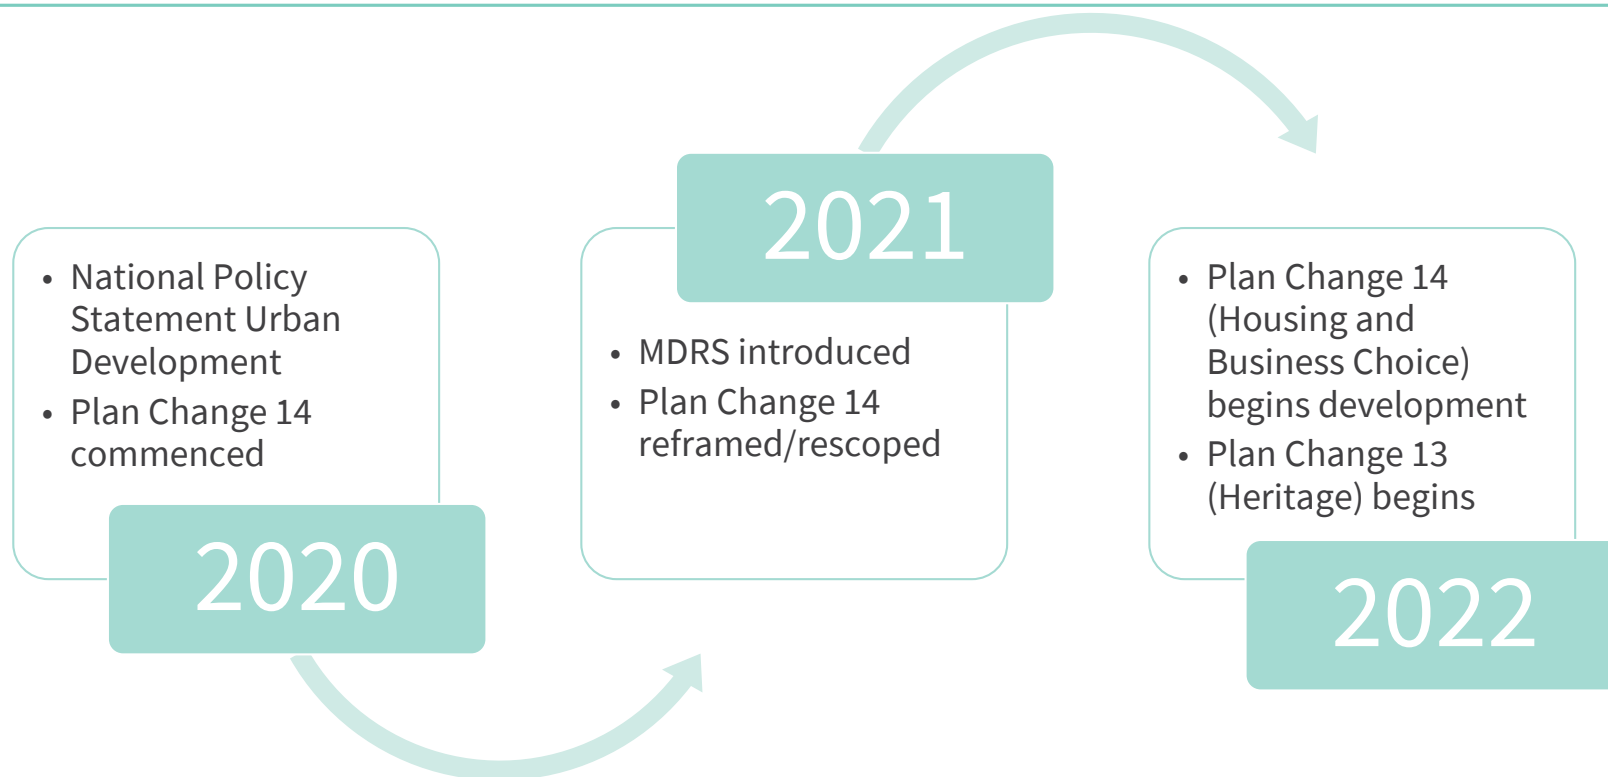 • National Policy
Statement Urban
Development
• Plan Change 14
commenced
2020
2021
• MDRS introduced
• Plan Change 14
reframed/rescoped
• Plan Change 14
(Housing and
Business Choice)
begins development
• Plan Change 13
(Heritage) begins
2022